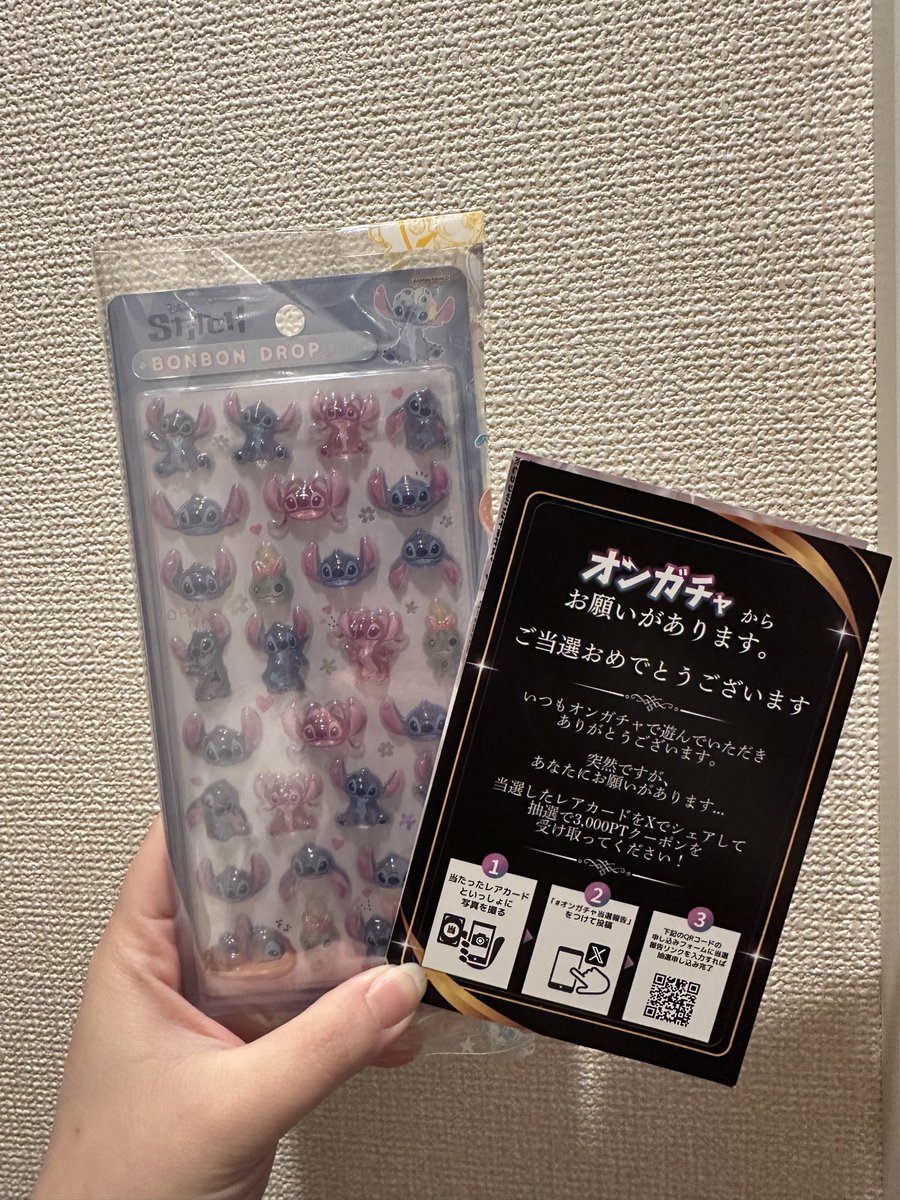 Disney
Stitch
BONBON DROP
BANDAI NAMCO
オンガチャから
お願いがあります。
ご当選おめでとうございます
いつもオンガチャで遊んでいただき
ありがとうございます。
突然ですが、
あなたにお願いがあります...
当選したレアカードをXでシェアして
抽選で3,000PTクーポンを
受け取ってください！
1
当たったレアカード
といっしょに
写真を撮る
当
2
「#オンガチャ当選報告」
をつけて投稿
X
3
下記のQRコードの
申し込みフォームに当選
報告リンクを入力すれば
抽選申し込み完了